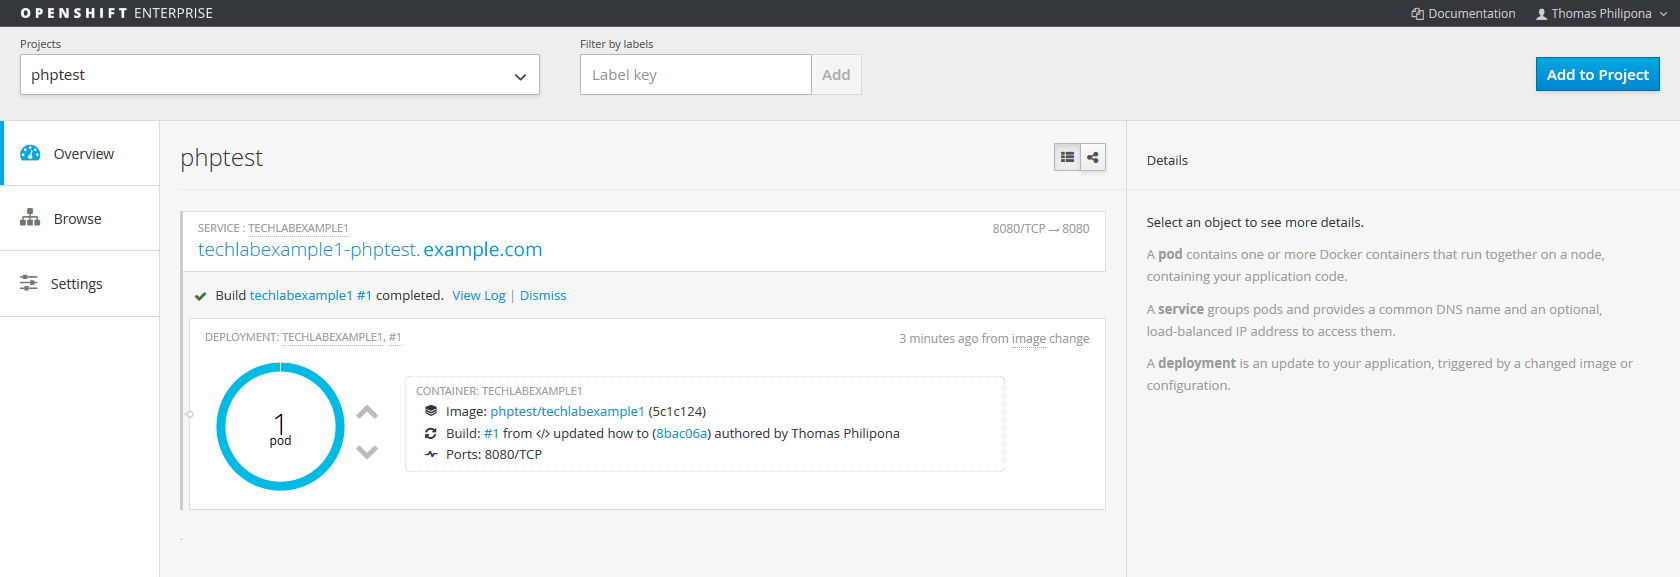 OPENSHIFT ENTERPRISE
Documentation
Thomas Philipona
Projects
phptest
Filter by labels
Label key
Add
Add to Project
Overview
Browse
Settings
phptest
SERVICE : TECHLABEXAMPLE1
8080/TCP → 8080
techlabexample1-phptest.example.com
Build techlabexample1 #1 completed. View Log | Dismiss
DEPLOYMENT: TECHLABEXAMPLE1, #1
3 minutes ago from image change
1
pod
CONTAINER: TECHLABEXAMPLE1
Image: phptest/techlabexample1 (5c1c124)
Build: #1 from </> updated how to (8bac06a) authored by Thomas Philipona
Ports: 8080/TCP
Details
Select an object to see more details.
A pod contains one or more Docker containers that run together on a node,
containing your application code.
A service groups pods and provides a common DNS name and an optional,
load-balanced IP address to access them.
A deployment is an update to your application, triggered by a changed image or
configuration.